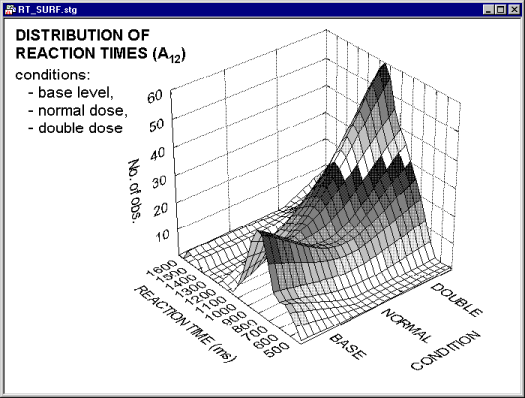 RT_SURF.stg
DISTRIBUTION OF
REACTION TIMES (A12)
conditions:
- base level,
- normal dose,
- double dose
60
50
40
30
20
10
No. of obs.
1600
1500
1400
1300
1200
1100
1000
900
800
700
600
500
REACTION TIME (ms)
BASE
NORMAL
DOUBLE
CONDITION